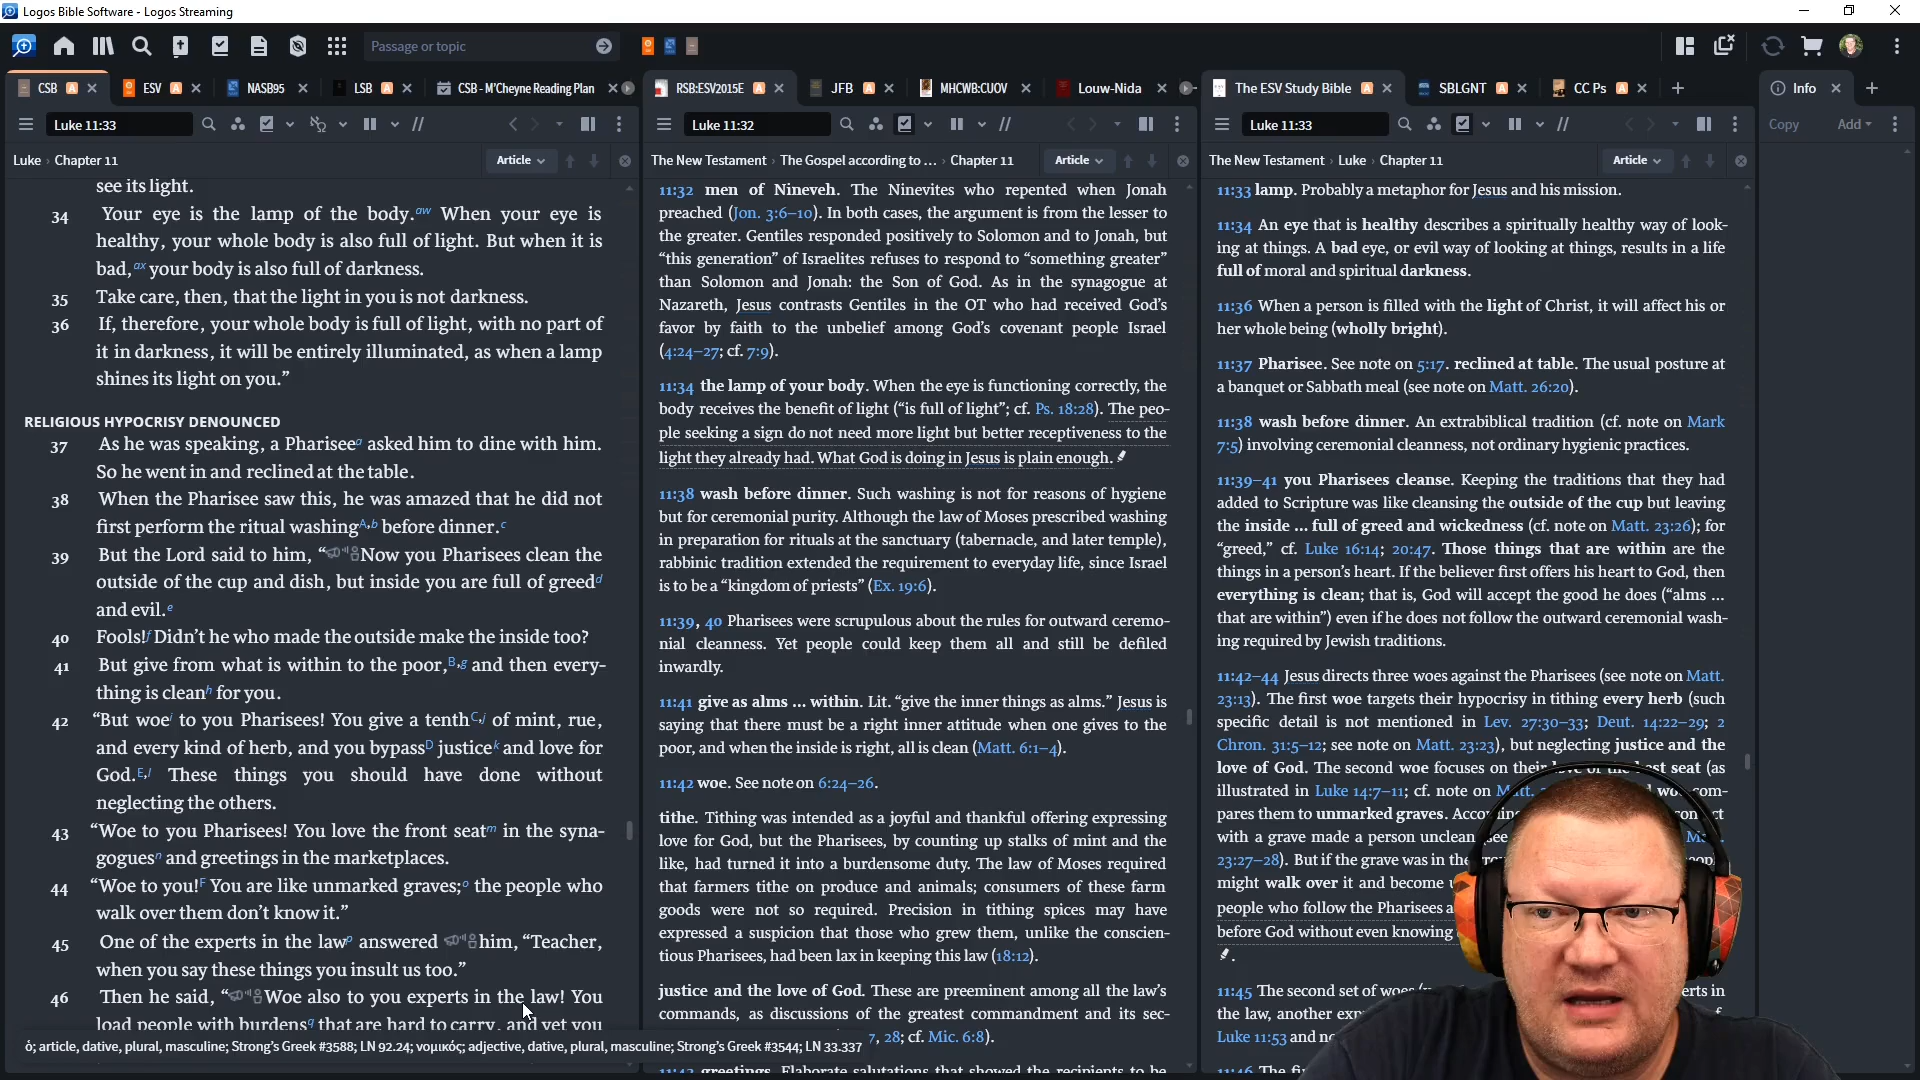 Logos Bible Software - Logos Streaming
Passage or topic
CSB A
ESV A
NASB95
LSB A
CSB - M'Cheyne Reading Plan
Luke 11:33
Luke › Chapter 11
Article
see its light.
34 Your eye is the lamp of the body.aw When your eye is
healthy, your whole body is also full of light. But when it is
bad,ax your body is also full of darkness.
35 Take care, then, that the light in you is not darkness.
36 If, therefore, your whole body is full of light, with no part of
it in darkness, it will be entirely illuminated, as when a lamp
shines its light on you.”
RELIGIOUS HYPOCRISY DENOUNCED
37 As he was speaking, a Phariseea asked him to dine with him.
So he went in and reclined at the table.
38 When the Pharisee saw this, he was amazed that he did not
first perform the ritual washingA,b before dinner.c
39 But the Lord said to him, “Now you Pharisees clean the
outside of the cup and dish, but inside you are full of greedd
and evil.e
40 Fools!f Didn’t he who made the outside make the inside too?
41 But give from what is within to the poor,B,g and then every-
thing is cleanh for you.
42 “But woei to you Pharisees! You give a tenthC,j of mint, rue,
and every kind of herb, and you bypassD justicek and love for
God.E,l These things you should have done without
neglecting the others.
43 “Woe to you Pharisees! You love the front seatm in the syna-
goguesn and greetings in the marketplaces.
44 “Woe to you!F You are like unmarked graves;o the people who
walk over them don’t know it.”
45 One of the experts in the lawp answered him, “Teacher,
when you say these things you insult us too.”
46 Then he said, “Woe also to you experts in the law! You
load people with burdensq that are hard to carry, and yet you
ὁ; article, dative, plural, masculine; Strong’s Greek #3588; LN 92.24; νομικός; adjective, dative, plural, masculine; Strong’s Greek #3544; LN 33.337
RSB:ESV2015E A
JFB A
MHCWB:CUOV
Louw-Nida
Luke 11:32
The New Testament › The Gospel according to ... › Chapter 11
Article
11:32 men of Nineveh. The Ninevites who repented when Jonah
preached (Jon. 3:6–10). In both cases, the argument is from the lesser to
the greater. Gentiles responded positively to Solomon and to Jonah, but
“this generation” of Israelites refuses to respond to “something greater”
than Solomon and Jonah: the Son of God. As in the synagogue at
Nazareth, Jesus contrasts Gentiles in the OT who had received God’s
favor by faith to the unbelief among God’s covenant people Israel
(4:24–27; cf. 7:9).
11:34 the lamp of your body. When the eye is functioning correctly, the
body receives the benefit of light (“is full of light”; cf. Ps. 18:28). The peo-
ple seeking a sign do not need more light but better receptiveness to the
light they already had. What God is doing in Jesus is plain enough.
11:38 wash before dinner. Such washing is not for reasons of hygiene
but for ceremonial purity. Although the law of Moses prescribed washing
in preparation for rituals at the sanctuary (tabernacle, and later temple),
rabbinic tradition extended the requirement to everyday life, since Israel
is to be a “kingdom of priests” (Ex. 19:6).
11:39, 40 Pharisees were scrupulous about the rules for outward ceremo-
nial cleanness. Yet people could keep them all and still be defiled
inwardly.
11:41 give as alms ... within. Lit. “give the inner things as alms.” Jesus is
saying that there must be a right inner attitude when one gives to the
poor, and when the inside is right, all is clean (Matt. 6:1–4).
11:42 woe. See note on 6:24–26.
tithe. Tithing was intended as a joyful and thankful offering expressing
love for God, but the Pharisees, by counting up stalks of mint and the
like, had turned it into a burdensome duty. The law of Moses required
that farmers tithe on produce and animals; consumers of these farm
goods were not so required. Precision in tithing spices may have
expressed a suspicion that those who grew them, unlike the conscien-
tious Pharisees, had been lax in keeping this law (18:12).
justice and the love of God. These are preeminent among all the law’s
commands, as discussions of the greatest commandment and its sec-
7, 28; cf. Mic. 6:8).
11:43 greetings. Elaborate salutations that showed the recipients to be
The ESV Study Bible A
SBLGNT A
CC Ps A
Luke 11:33
The New Testament › Luke › Chapter 11
Article
11:33 lamp. Probably a metaphor for Jesus and his mission.
11:34 An eye that is healthy describes a spiritually healthy way of look-
ing at things. A bad eye, or evil way of looking at things, results in a life
full of moral and spiritual darkness.
11:36 When a person is filled with the light of Christ, it will affect his or
her whole being (wholly bright).
11:37 Pharisee. See note on 5:17. reclined at table. The usual posture at
a banquet or Sabbath meal (see note on Matt. 26:20).
11:38 wash before dinner. An extrabiblical tradition (cf. note on Mark
7:5) involving ceremonial cleanness, not ordinary hygienic practices.
11:39–41 you Pharisees cleanse. Keeping the traditions that they had
added to Scripture was like cleansing the outside of the cup but leaving
the inside ... full of greed and wickedness (cf. note on Matt. 23:26); for
“greed,” cf. Luke 16:14; 20:47. Those things that are within are the
things in a person’s heart. If the believer first offers his heart to God, then
everything is clean; that is, God will accept the good he does (“alms ...
that are within”) even if he does not follow the outward ceremonial wash-
ing required by Jewish traditions.
11:42–44 Jesus directs three woes against the Pharisees (see note on Matt.
23:13). The first woe targets their hypocrisy in tithing every herb (such
specific detail is not mentioned in Lev. 27:30–33; Deut. 14:22–29; 2
Chron. 31:5–12; see note on Matt. 23:23), but neglecting justice and the
love of God. The second woe focuses on their love of the best seat (as
illustrated in Luke 14:7–11; cf. note on Matt. woe com-
pares them to unmarked graves. According
with a grave made a person unclean (see
23:27–28). But if the grave was in the
might walk over it and become
people who follow the Pharisees
before God without even knowing
11:45 The second set of woes erts in
the law, another
Luke 11:53 and
11:46 The
Info
Copy
Add